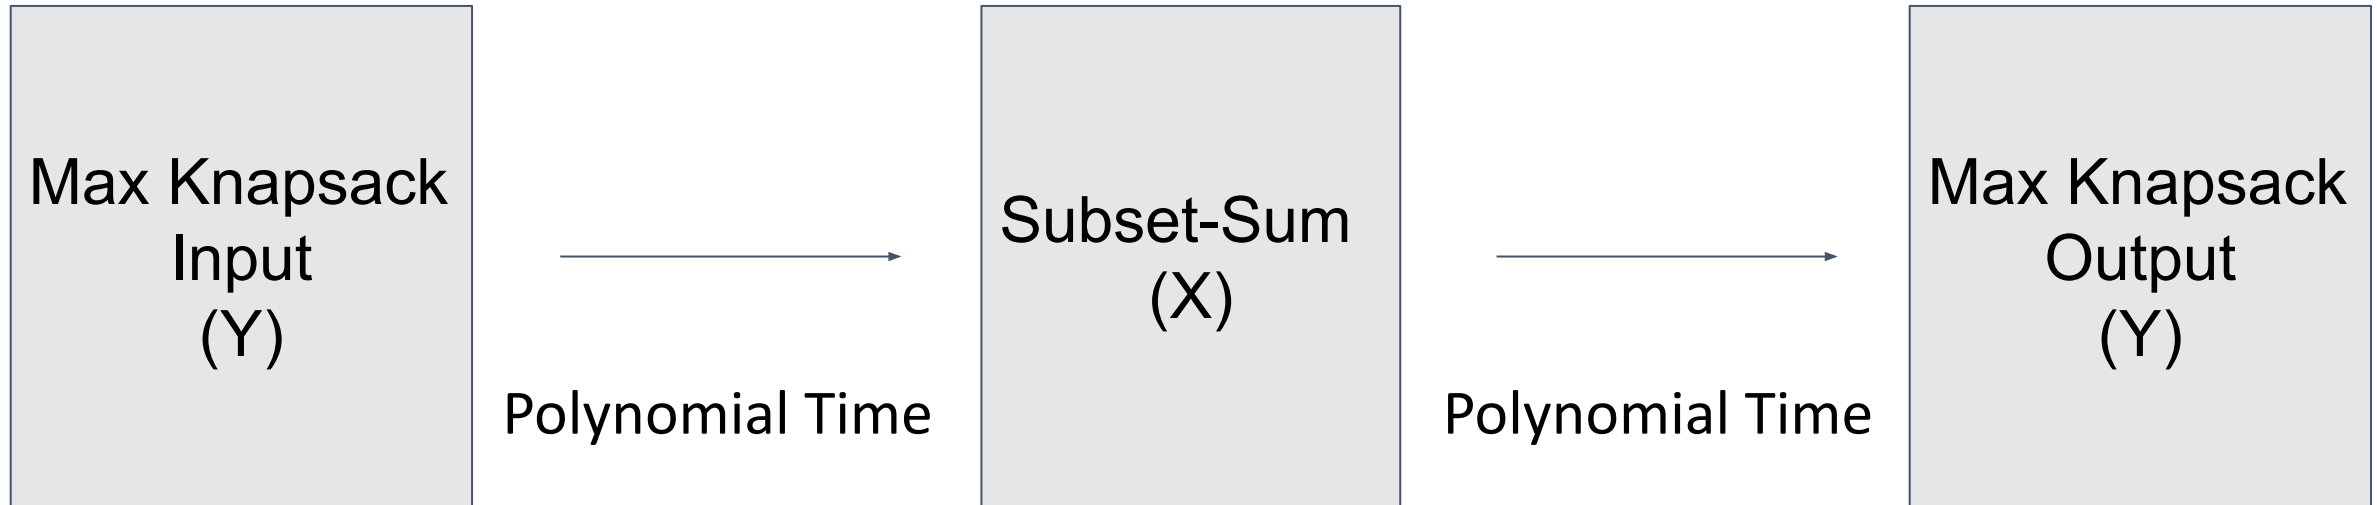 Max Knapsack
Input
(Y)
Polynomial Time
Subset-Sum
(X)
Polynomial Time
Max Knapsack
Output
(Y)